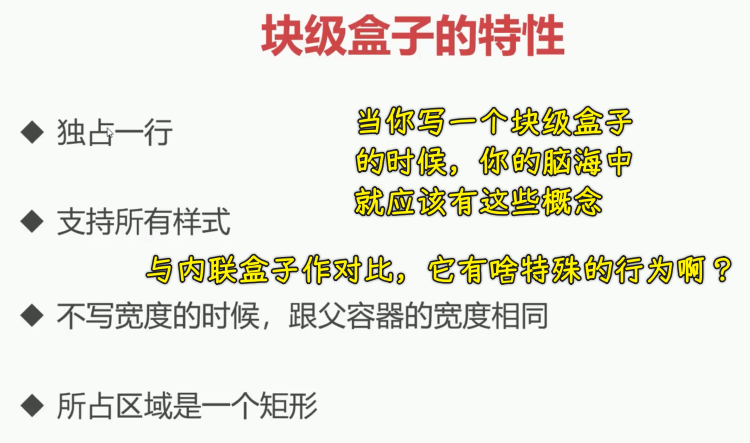 块级盒子的特性
独占一行
当你写一个块级盒子
的时候，你的脑海中
就应该有这些概念
支持所有样式
与内联盒子作对比，它有啥特殊的行为啊？
不写宽度的时候，跟父容器的宽度相同
所占区域是一个矩形